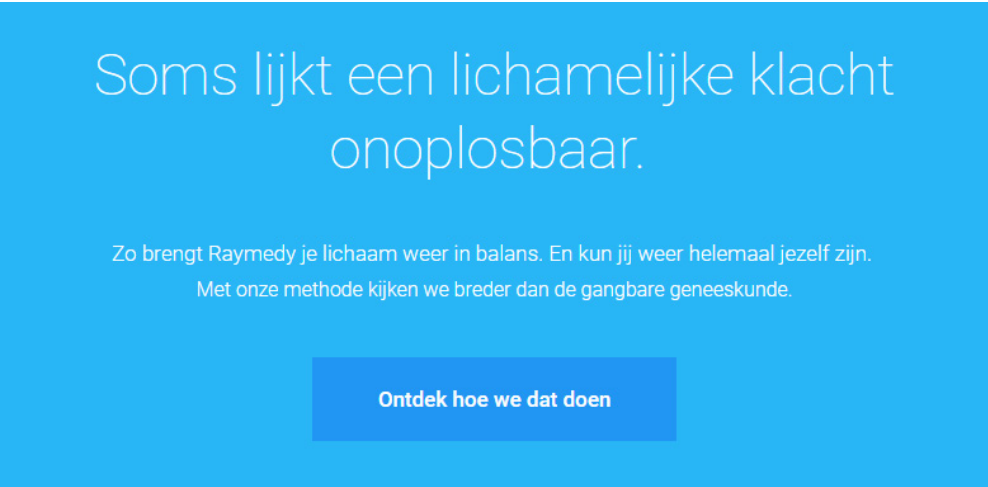 Soms lijkt een lichamelijke klacht
onoplosbaar.
Zo brengt Raymedy je lichaam weer in balans. En kun jij weer helemaal jezelf zijn.
Met onze methode kijken we breder dan de gangbare geneeskunde.
Ontdek hoe we dat doen